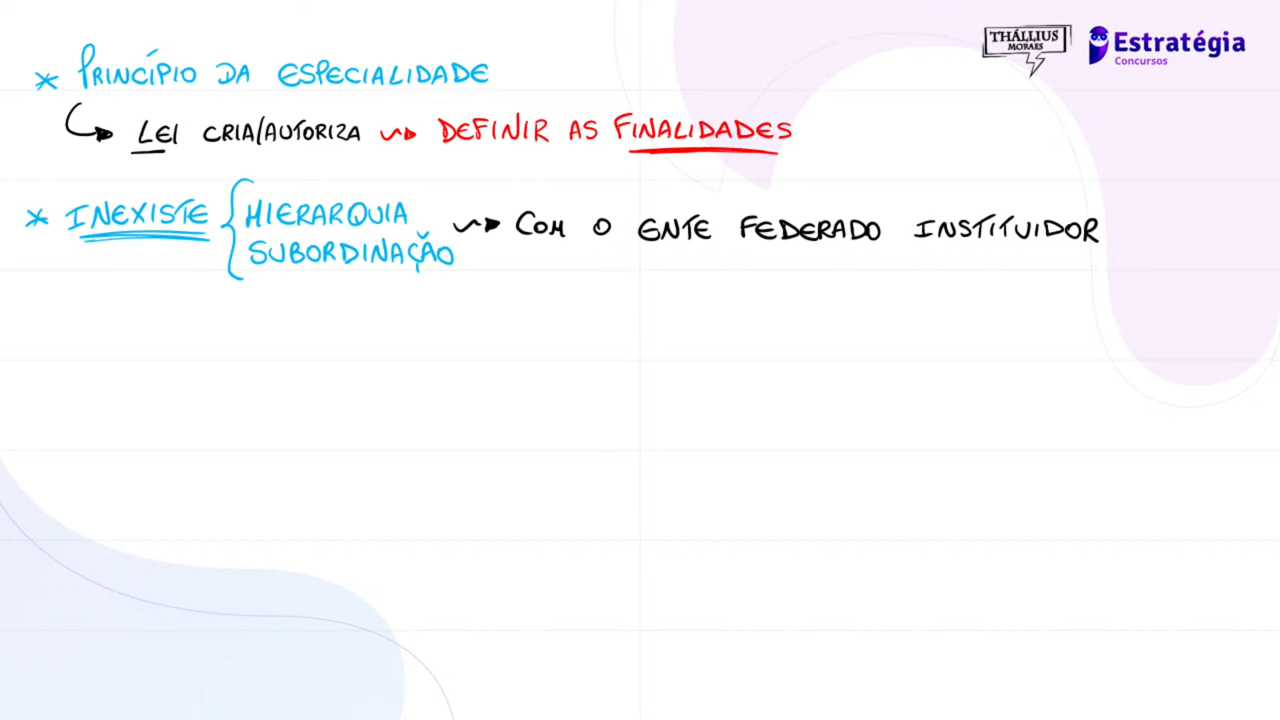 THÁLLIUS
MORAES
Estratégia
Concursos
* PRINCÍPIO DA ESPECIALIDADE
LEI CRIA/AUTORIZA DEFINIR AS FINALIDADES
* INEXISTE { HIERARQUIA
SUBORDINAÇÃO COM O ENTE FEDERADO INSTITUIDOR